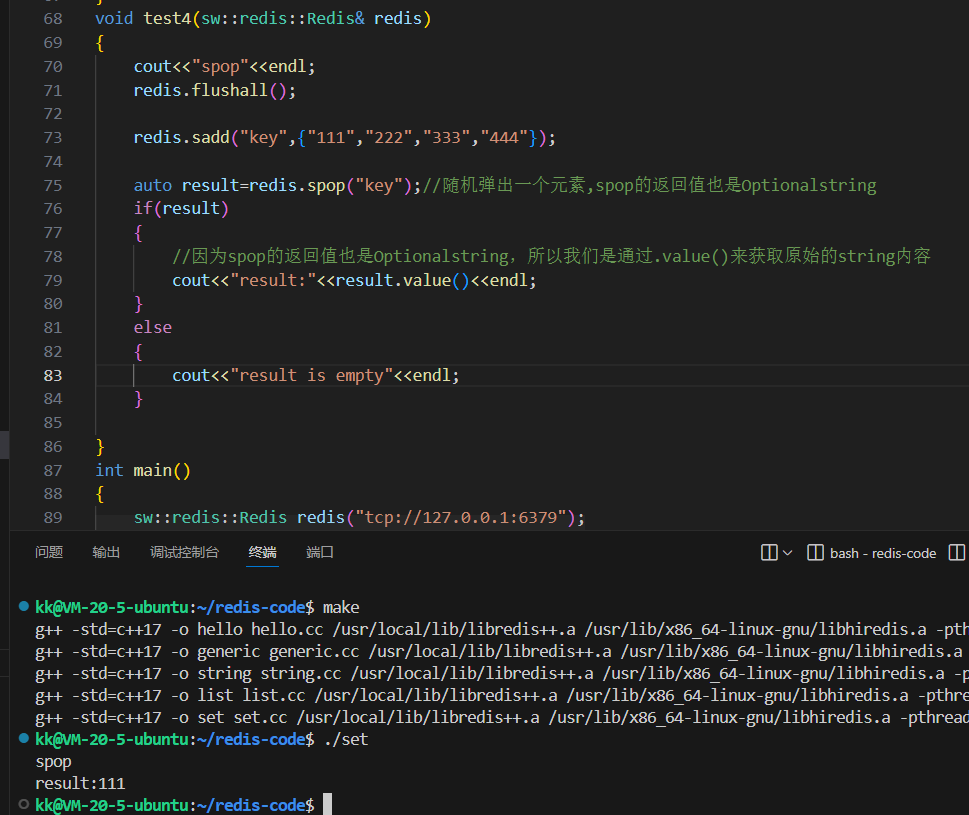 68 void test4(sw::redis::Redis& redis)
69 {
70 cout<<"spop"<<endl;
71 redis.flushall();
72
73 redis.sadd("key",{"111","222","333","444"});
74
75 auto result=redis.spop("key");//随机弹出一个元素,spop的返回值也是Optionalstring
76 if(result)
77 {
78 //因为spop的返回值也是Optionalstring，所以我们是通过.value()来获取原始的string内容
79 cout<<"result:"<<result.value()<<endl;
80 }
81 else
82 {
83 cout<<"result is empty"<<endl;
84 }
85
86 }
87 int main()
88 {
89 sw::redis::Redis redis("tcp://127.0.0.1:6379");
问题 输出 调试控制台 终端 端口 bash - redis-code
kk@VM-20-5-ubuntu:~/redis-code$ make
g++ -std=c++17 -o hello hello.cc /usr/local/lib/libredis++.a /usr/lib/x86_64-linux-gnu/libhiredis.a -pth
g++ -std=c++17 -o generic generic.cc /usr/local/lib/libredis++.a /usr/lib/x86_64-linux-gnu/libhiredis.a
g++ -std=c++17 -o string string.cc /usr/local/lib/libredis++.a /usr/lib/x86_64-linux-gnu/libhiredis.a -p
g++ -std=c++17 -o list list.cc /usr/local/lib/libredis++.a /usr/lib/x86_64-linux-gnu/libhiredis.a -pthre
g++ -std=c++17 -o set set.cc /usr/local/lib/libredis++.a /usr/lib/x86_64-linux-gnu/libhiredis.a -pthread
kk@VM-20-5-ubuntu:~/redis-code$ ./set
spop
result:111
kk@VM-20-5-ubuntu:~/redis-code$